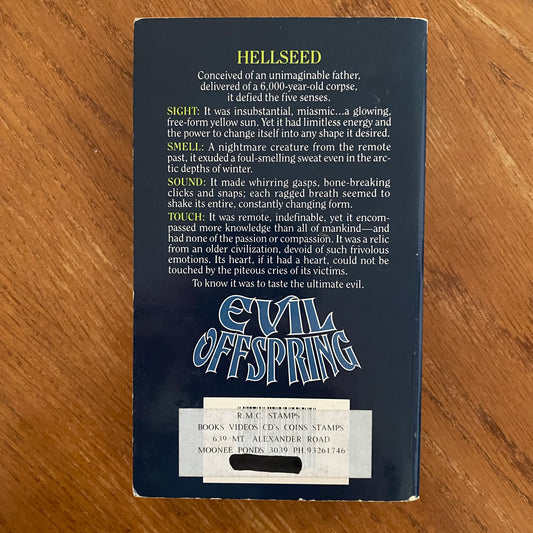 HELLSEED
Conceived of an unimaginable father,
delivered of a 6,000-year-old corpse,
it defied the five senses.
SIGHT: It was insubstantial, miasmic...a glowing,
free-form yellow sun. Yet it had limitless energy and
the power to change itself into any shape it desired.
SMELL: A nightmare creature from the remote
past, it exuded a foul-smelling sweat even in the arc-
tic depths of winter.
SOUND: It made whirring gasps, bone-breaking
clicks and snaps; each ragged breath seemed to
shake its entire, constantly changing form.
TOUCH: It was remote, indefinable, yet it encom-
passed more knowledge than all of mankind—and
had none of the passion or compassion. It was a relic
from an older civilization, devoid of such frivolous
emotions. Its heart, if it had a heart, could not be
touched by the piteous cries of its victims.
To know it was to taste the ultimate evil.
EVIL
OFFSPRING
R.M.C. STAMPS
BOOKS VIDEOS CD's COINS STAMPS
639 MT. ALEXANDER ROAD
MOONEE PONDS 3039 PH:93261746